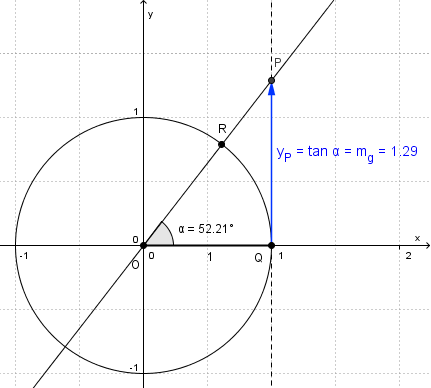 y
P
1
R
y_P = tan α = m_g = 1.29
α = 52.21°
0
x
-1
O
0
1
Q
1
2
-1